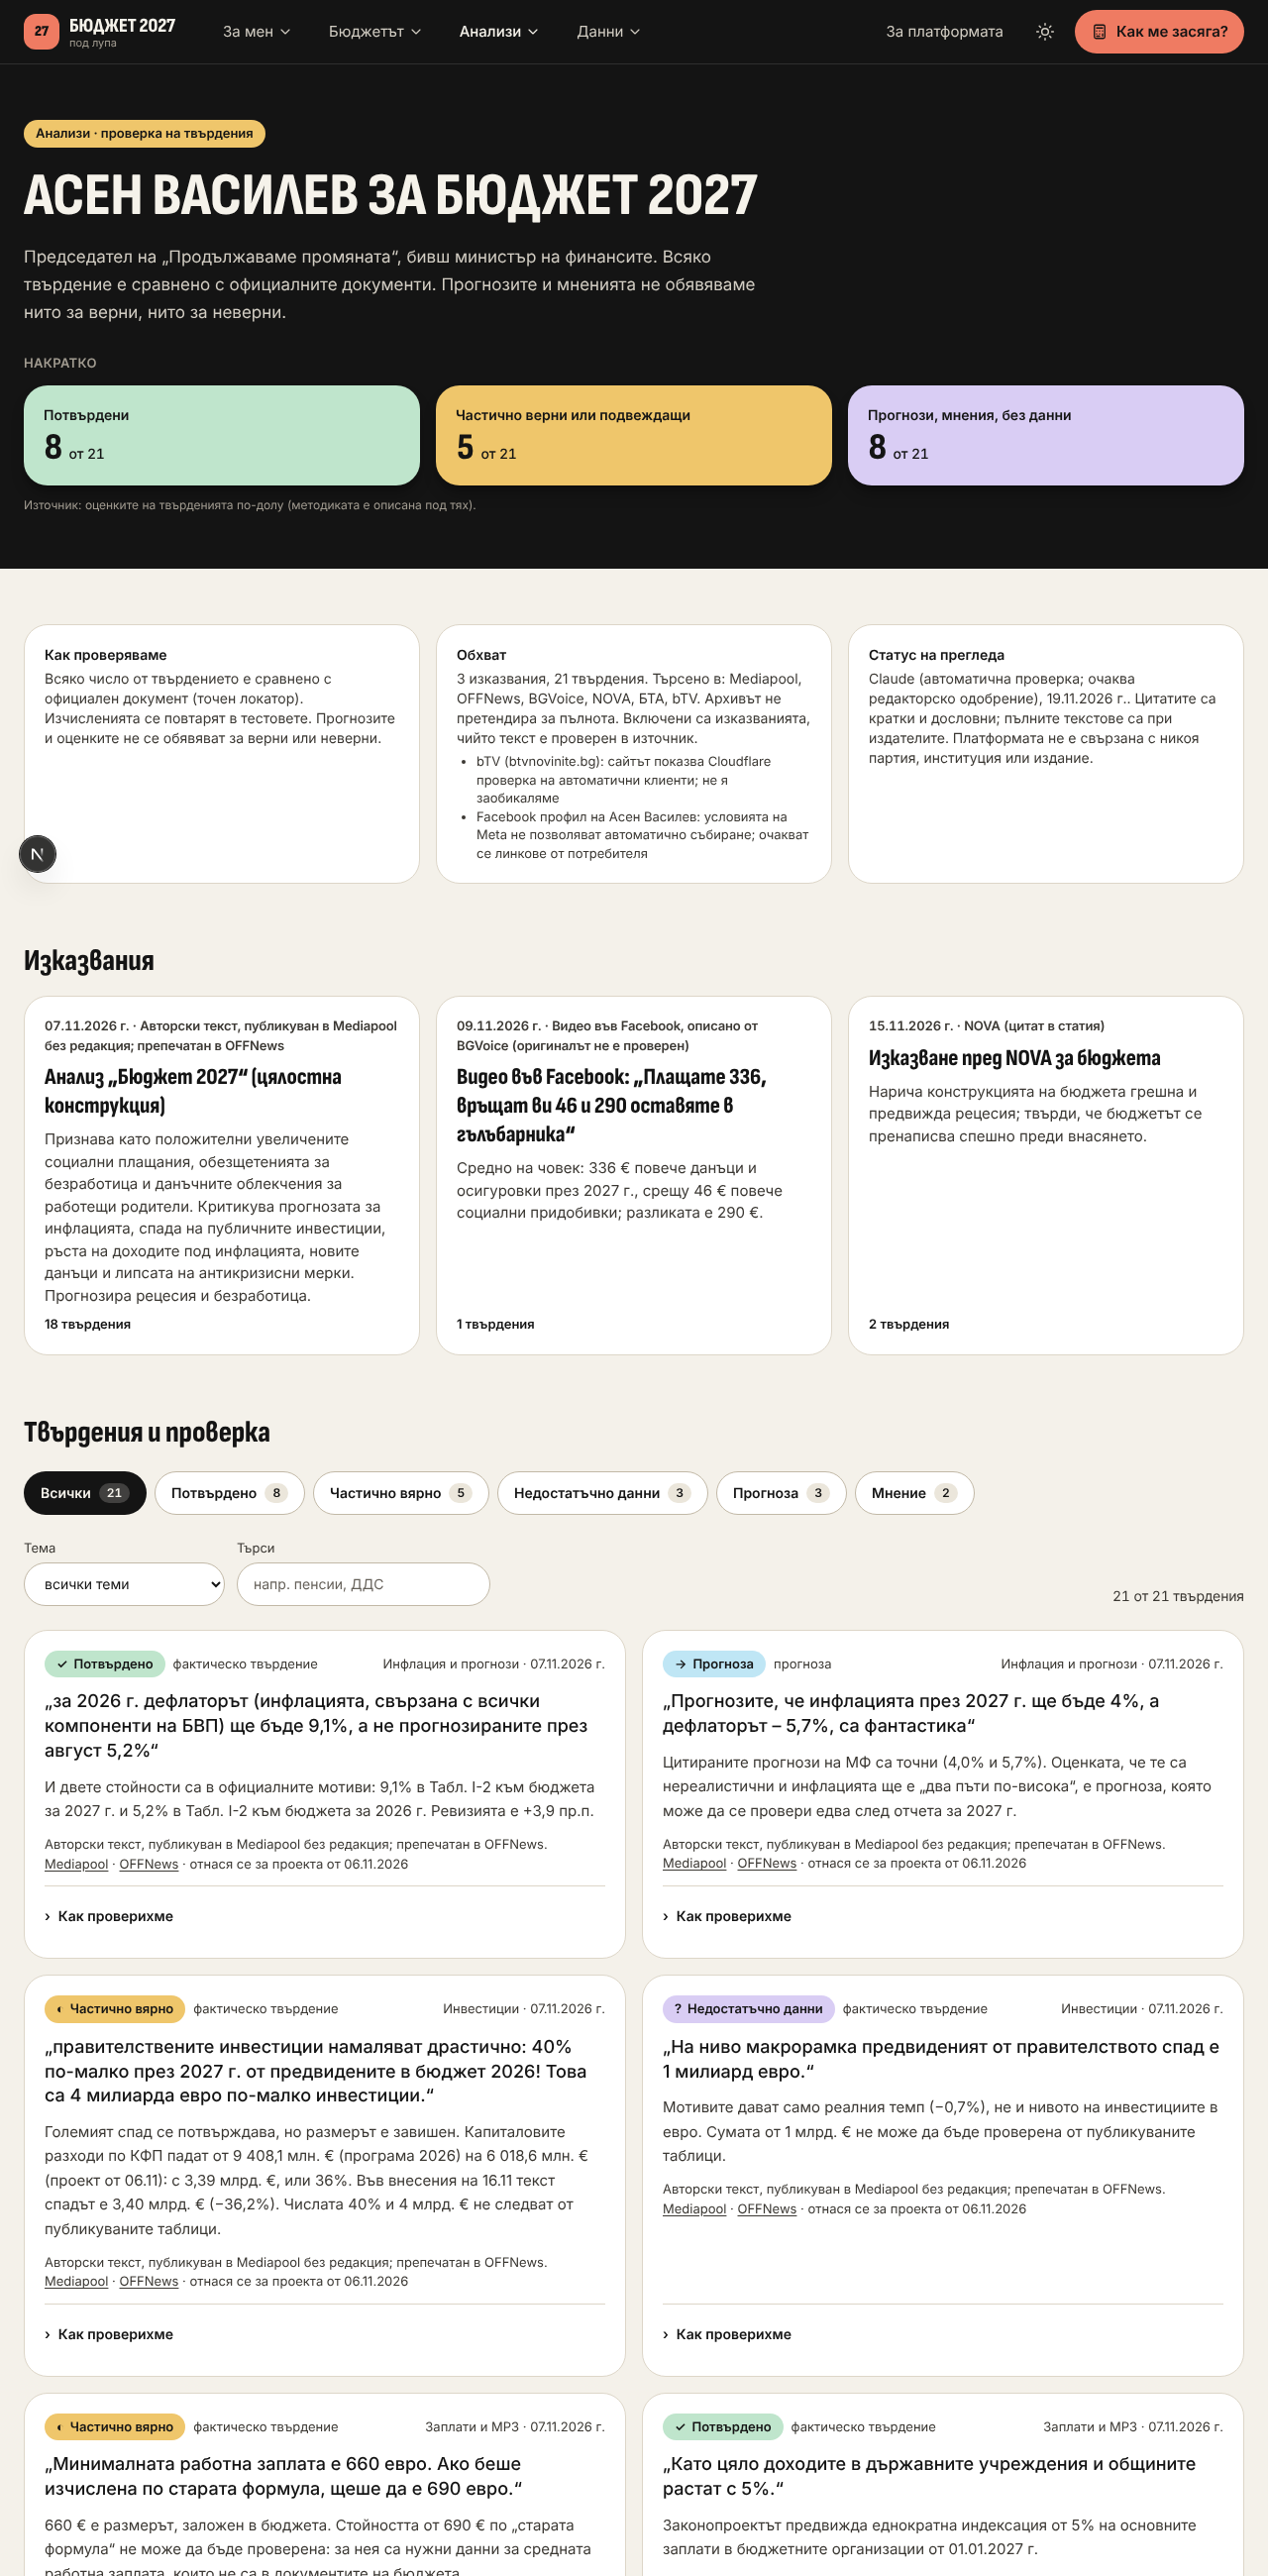 27
БЮДЖЕТ 2027
под лупа
За мен
Бюджетът
Анализи
Данни
За платформата
Как ме засяга?
Анализи · проверка на твърдения
АСЕН ВАСИЛЕВ ЗА БЮДЖЕТ 2027
Председател на „Продължаваме промяната“, бивш министър на финансите. Всяко
твърдение е сравнено с официалните документи. Прогнозите и мненията не обявяваме
нито за верни, нито за неверни.
НАКРАТКО
Потвърдени
8 от 21
Частично верни или подвеждащи
5 от 21
Прогнози, мнения, без данни
8 от 21
Източник: оценките на твърденията по-долу (методиката е описана под тях).
Как проверяваме
Всяко число от твърдението е сравнено с
официален документ (точен локатор).
Изчисленията се повтарят в тестовете. Прогнозите
и оценките не се обявяват за верни или неверни.
Обхват
3 изказвания, 21 твърдения. Търсено в: Mediapool,
OFFNews, BGVoice, NOVA, БТА, bTV. Архивът не
претендира за пълнота. Включени са изказванията,
чийто текст е проверен в източник.
• bTV (btvnovinite.bg): сайтът показва Cloudflare
проверка на автоматични клиенти; не я
заобикаляме
• Facebook профил на Асен Василев: условията на
Meta не позволяват автоматично събиране; очакват
се линкове от потребителя
Статус на прегледа
Claude (автоматична проверка; очаква
редакторско одобрение), 19.11.2026 г.. Цитатите са
кратки и дословни; пълните текстове са при
издателите. Платформата не е свързана с никоя
партия, институция или издание.
N
Изказвания
07.11.2026 г. · Авторски текст, публикуван в Mediapool
без редакция; препечатан в OFFNews
Анализ „Бюджет 2027“ (цялостна
конструкция)
Признава като положителни увеличените
социални плащания, обезщетенията за
безработица и данъчните облекчения за
работещи родители. Критикува прогнозата за
инфлацията, спада на публичните инвестиции,
ръста на доходите под инфлацията, новите
данъци и липсата на антикризисни мерки.
Прогнозира рецесия и безработица.
18 твърдения
09.11.2026 г. · Видео във Facebook, описано от
BGVoice (оригиналът не е проверен)
Видео във Facebook: „Плащате 336,
връщат ви 46 и 290 оставяте в
гълъбарника“
Средно на човек: 336 € повече данъци и
осигуровки през 2027 г., срещу 46 € повече
социални придобивки; разликата е 290 €.
1 твърдения
15.11.2026 г. · NOVA (цитат в статия)
Изказване пред NOVA за бюджета
Нарича конструкцията на бюджета грешна и
предвижда рецесия; твърди, че бюджетът се
пренаписва спешно преди внасянето.
2 твърдения
Твърдения и проверка
Всички 21
Потвърдено 8
Частично вярно 5
Недостатъчно данни 3
Прогноза 3
Мнение 2
Тема
Търси
всички теми
напр. пенсии, ДДС
21 от 21 твърдения
✓ Потвърдено фактическо твърдение Инфлация и прогнози · 07.11.2026 г.
„за 2026 г. дефлаторът (инфлацията, свързана с всички
компоненти на БВП) ще бъде 9,1%, а не прогнозираните през
август 5,2%“
И двете стойности са в официалните мотиви: 9,1% в Табл. I-2 към бюджета
за 2027 г. и 5,2% в Табл. I-2 към бюджета за 2026 г. Ревизията е +3,9 пр.п.
Авторски текст, публикуван в Mediapool без редакция; препечатан в OFFNews.
Mediapool · OFFNews · отнася се за проекта от 06.11.2026
› Как проверихме
→ Прогноза прогноза Инфлация и прогнози · 07.11.2026 г.
„Прогнозите, че инфлацията през 2027 г. ще бъде 4%, а
дефлаторът – 5,7%, са фантастика“
Цитираните прогнози на МФ са точни (4,0% и 5,7%). Оценката, че те са
нереалистични и инфлацията ще е „два пъти по-висока“, е прогноза, която
може да се провери едва след отчета за 2027 г.
Авторски текст, публикуван в Mediapool без редакция; препечатан в OFFNews.
Mediapool · OFFNews · отнася се за проекта от 06.11.2026
› Как проверихме
Частично вярно фактическо твърдение Инвестиции · 07.11.2026 г.
„правителствените инвестиции намаляват драстично: 40%
по-малко през 2027 г. от предвидените в бюджет 2026! Това
са 4 милиарда евро по-малко инвестиции.“
Големият спад се потвърждава, но размерът е завишен. Капиталовите
разходи по КФП падат от 9 408,1 млн. € (програма 2026) на 6 018,6 млн. €
(проект от 06.11): с 3,39 млрд. €, или 36%. Във внесения на 16.11 текст
спадът е 3,40 млрд. € (−36,2%). Числата 40% и 4 млрд. € не следват от
публикуваните таблици.
Авторски текст, публикуван в Mediapool без редакция; препечатан в OFFNews.
Mediapool · OFFNews · отнася се за проекта от 06.11.2026
› Как проверихме
? Недостатъчно данни фактическо твърдение Инвестиции · 07.11.2026 г.
„На ниво макрорамка предвиденият от правителството спад е
1 милиард евро.“
Мотивите дават само реалния темп (−0,7%), не и нивото на инвестициите в
евро. Сумата от 1 млрд. € не може да бъде проверена от публикуваните
таблици.
Авторски текст, публикуван в Mediapool без редакция; препечатан в OFFNews.
Mediapool · OFFNews · отнася се за проекта от 06.11.2026
› Как проверихме
Частично вярно фактическо твърдение Заплати и МРЗ · 07.11.2026 г.
„Минималната работна заплата е 660 евро. Ако беше
изчислена по старата формула, щеше да е 690 евро.“
660 € е размерът, заложен в бюджета. Стойността от 690 € по „старата
формула“ не може да бъде проверена: за нея са нужни данни за средната
работна заплата, които не са в документите на бюджета.
✓ Потвърдено фактическо твърдение Заплати и МРЗ · 07.11.2026 г.
„Като цяло доходите в държавните учреждения и общините
растат с 5%.“
Законопроектът предвижда еднократна индексация от 5% на основните
заплати в бюджетните организации от 01.01.2027 г.